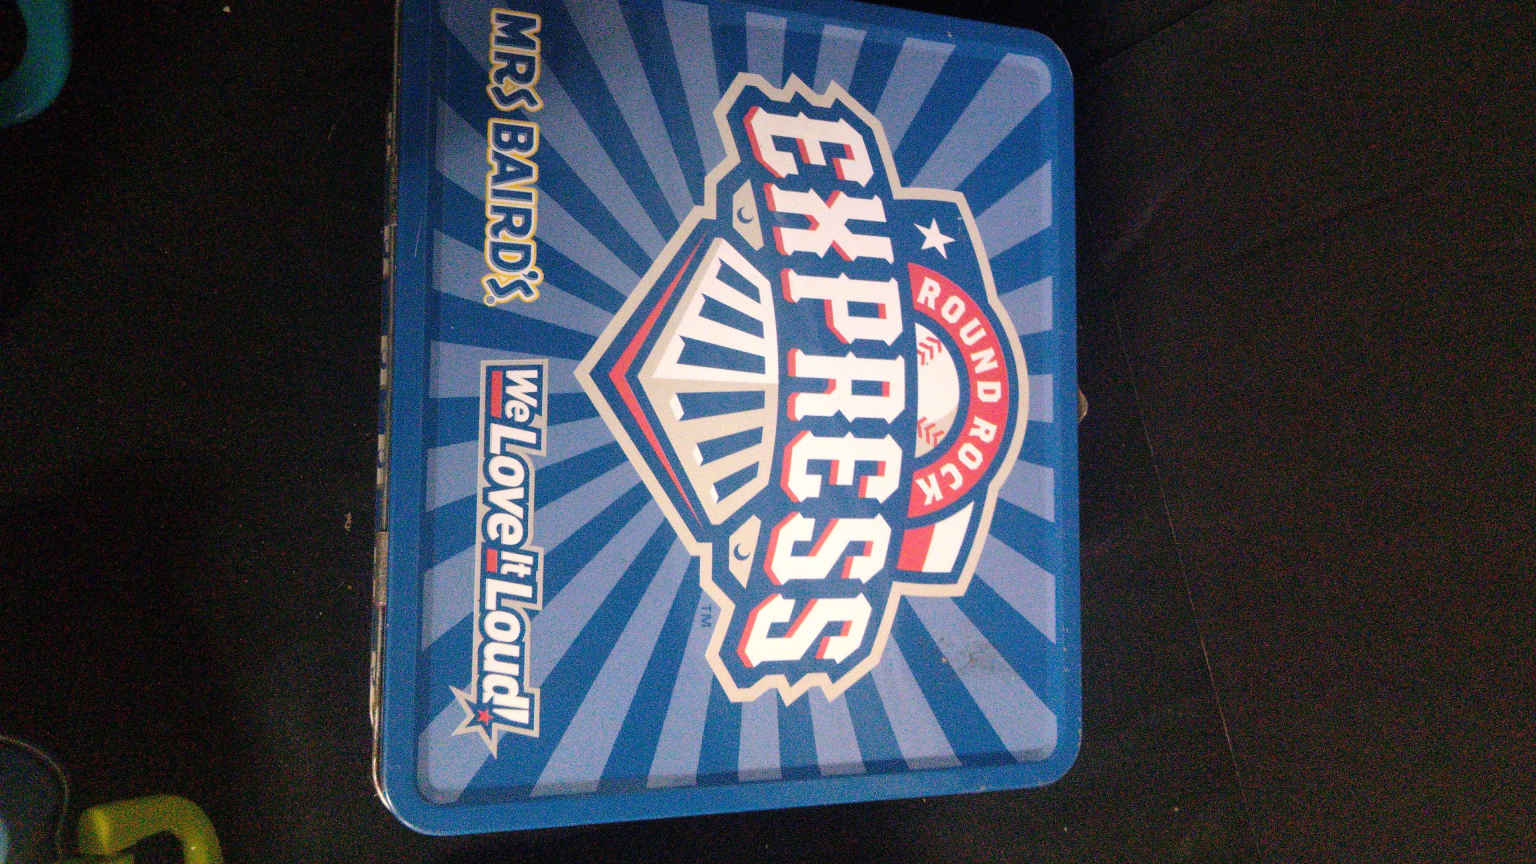 ROUND ROCK
EXPRESS
TM
MRS BAIRD'S®
We Love It Loud!